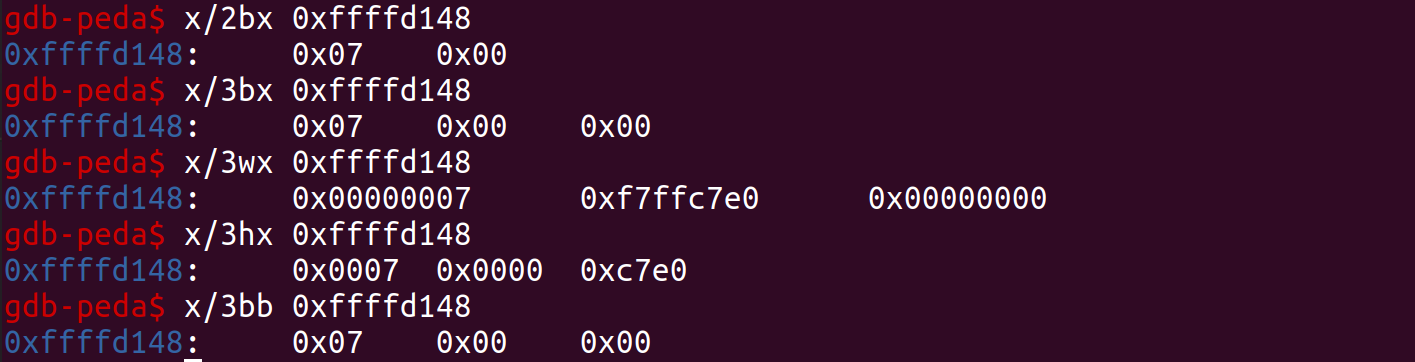 gdb-peda$ x/2bx 0xffffd148
0xffffd148:     0x07    0x00
gdb-peda$ x/3bx 0xffffd148
0xffffd148:     0x07    0x00    0x00
gdb-peda$ x/3wx 0xffffd148
0xffffd148:     0x00000007      0xf7ffc7e0      0x00000000
gdb-peda$ x/3hx 0xffffd148
0xffffd148:     0x0007  0x0000  0xc7e0
gdb-peda$ x/3bb 0xffffd148
0xffffd148:     0x07    0x00    0x00